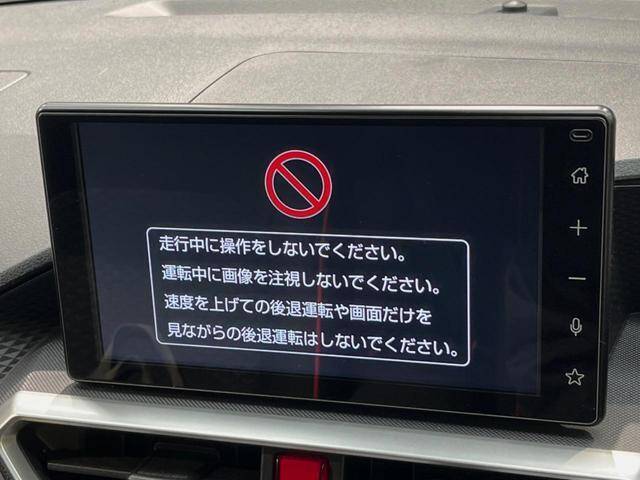 走行中に操作をしないでください。
運転中に画像を注視しないでください。
速度を上げての後退運転や画面だけを
見ながらの後退運転はしないでください。